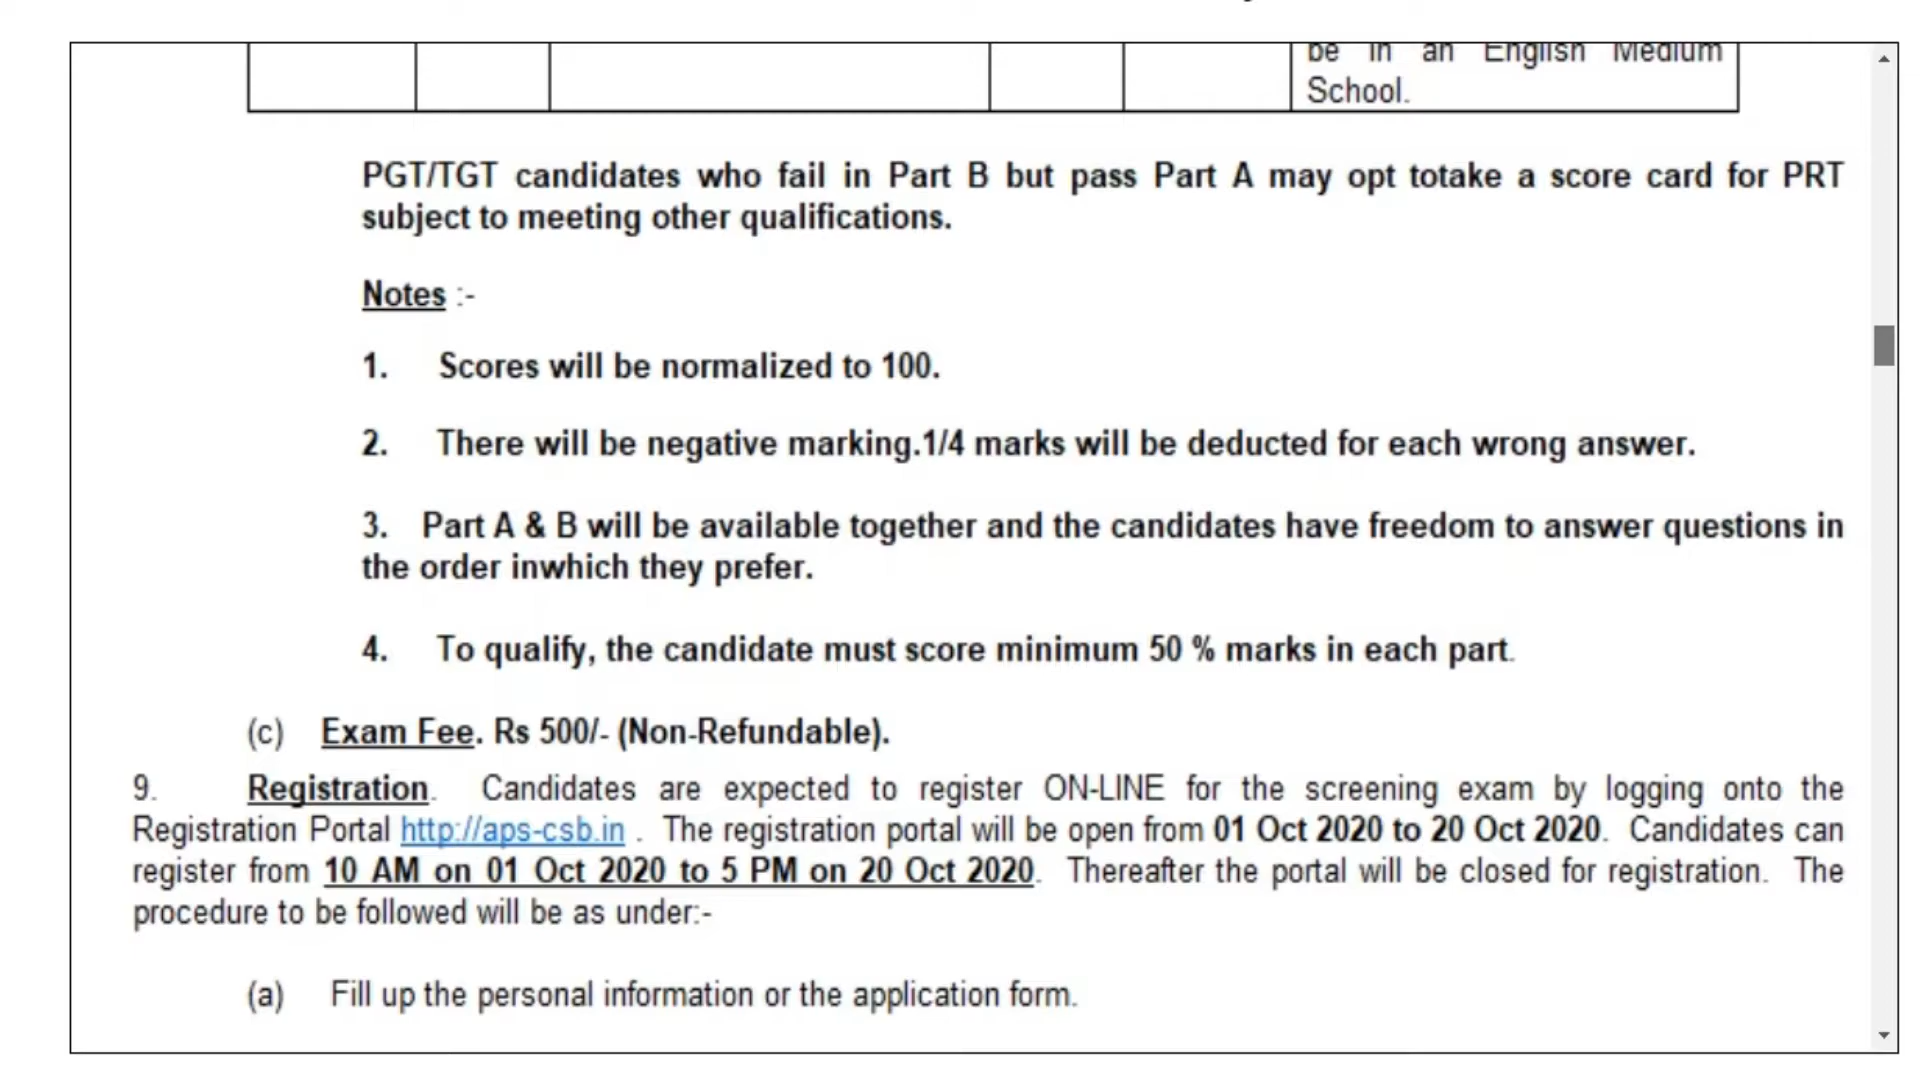 be in an English Medium
School.
PGT/TGT candidates who fail in Part B but pass Part A may opt totake a score card for PRT
subject to meeting other qualifications.
Notes :-
1. Scores will be normalized to 100.
2. There will be negative marking.1/4 marks will be deducted for each wrong answer.
3. Part A & B will be available together and the candidates have freedom to answer questions in
the order inwhich they prefer.
4. To qualify, the candidate must score minimum 50 % marks in each part.
(c) Exam Fee. Rs 500/- (Non-Refundable).
9. Registration. Candidates are expected to register ON-LINE for the screening exam by logging onto the
Registration Portal http://aps-csb.in . The registration portal will be open from 01 Oct 2020 to 20 Oct 2020. Candidates can
register from 10 AM on 01 Oct 2020 to 5 PM on 20 Oct 2020. Thereafter the portal will be closed for registration. The
procedure to be followed will be as under:-
(a) Fill up the personal information or the application form.